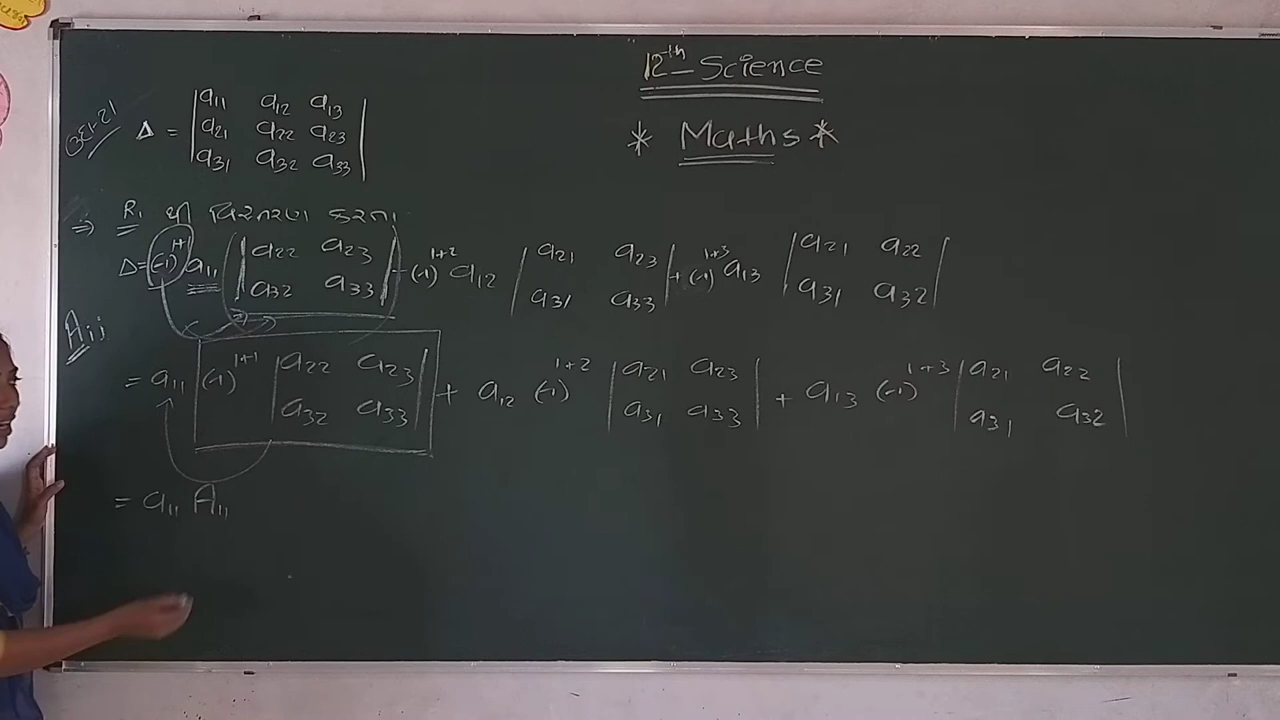 12th - Science
* Maths *
Δ = | a11 a12 a13 |
| a21 a22 a23 |
| a31 a32 a33 |
⇒ R1
Δ = (-1)^1+1 a11 | a22 a23 | + (-1)^1+2 a12 | a21 a23 | + (-1)^1+3 a13 | a21 a22 |
| a32 a33 | | a31 a33 | | a31 a32 |
Aij
= a11 (-1)^1+1 | a22 a23 | + a12 (-1)^1+2 | a21 a23 | + a13 (-1)^1+3 | a21 a22 |
| a32 a33 | | a31 a33 | | a31 a32 |
= a11 A11